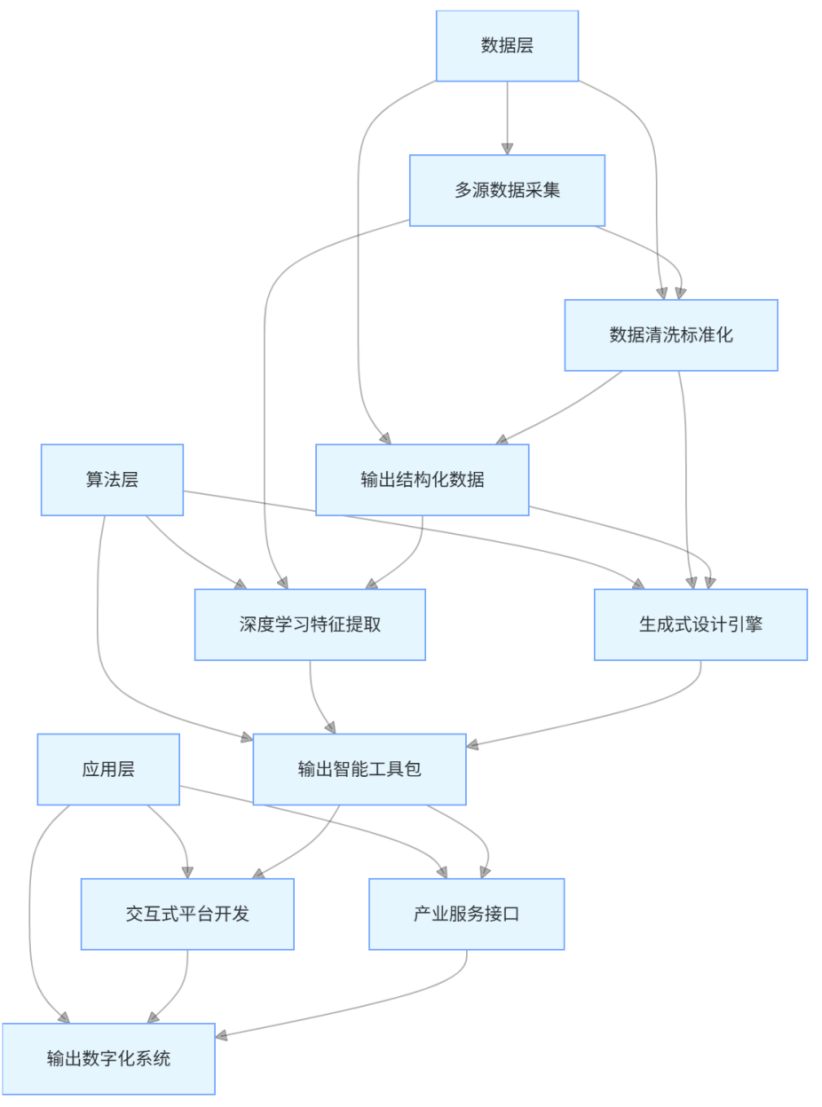 数据层
多源数据采集
数据清洗标准化
算法层
输出结构化数据
深度学习特征提取
生成式设计引擎
应用层
输出智能工具包
交互式平台开发
产业服务接口
输出数字化系统